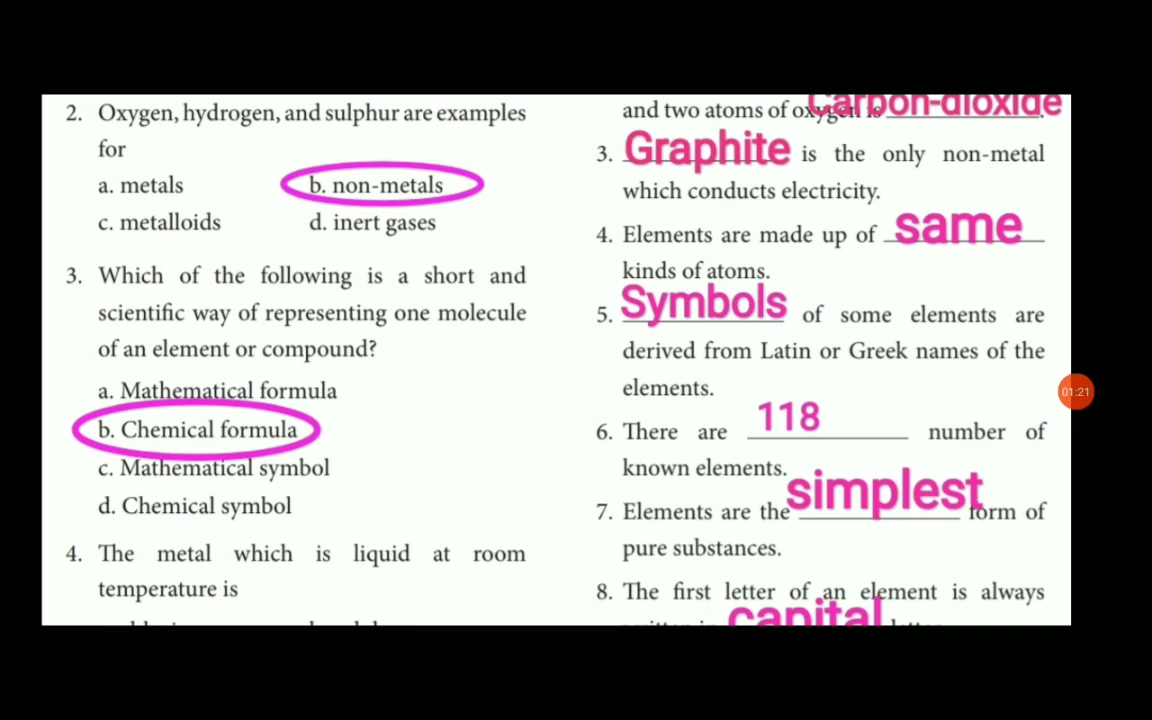 2. Oxygen, hydrogen, and sulphur are examples
for
a. metals b. non-metals
c. metalloids d. inert gases
3. Which of the following is a short and
scientific way of representing one molecule
of an element or compound?
a. Mathematical formula
b. Chemical formula
c. Mathematical symbol
d. Chemical symbol
4. The metal which is liquid at room
temperature is
and two atoms of oxygen is Carbon-dioxide.
3. Graphite is the only non-metal
which conducts electricity.
4. Elements are made up of same
kinds of atoms.
5. Symbols of some elements are
derived from Latin or Greek names of the
elements.
6. There are 118 number of
known elements.
7. Elements are the simplest form of
pure substances.
8. The first letter of an element is always
capital
01:21